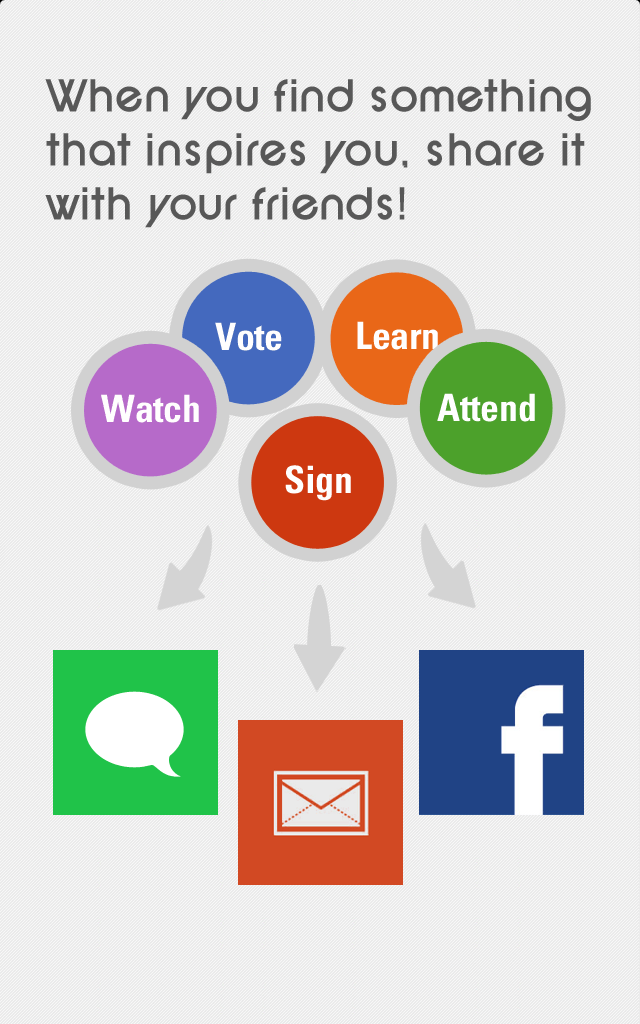 When you find something
that inspires you, share it
with your friends!
Vote
Learn
Watch
Attend
Sign
f